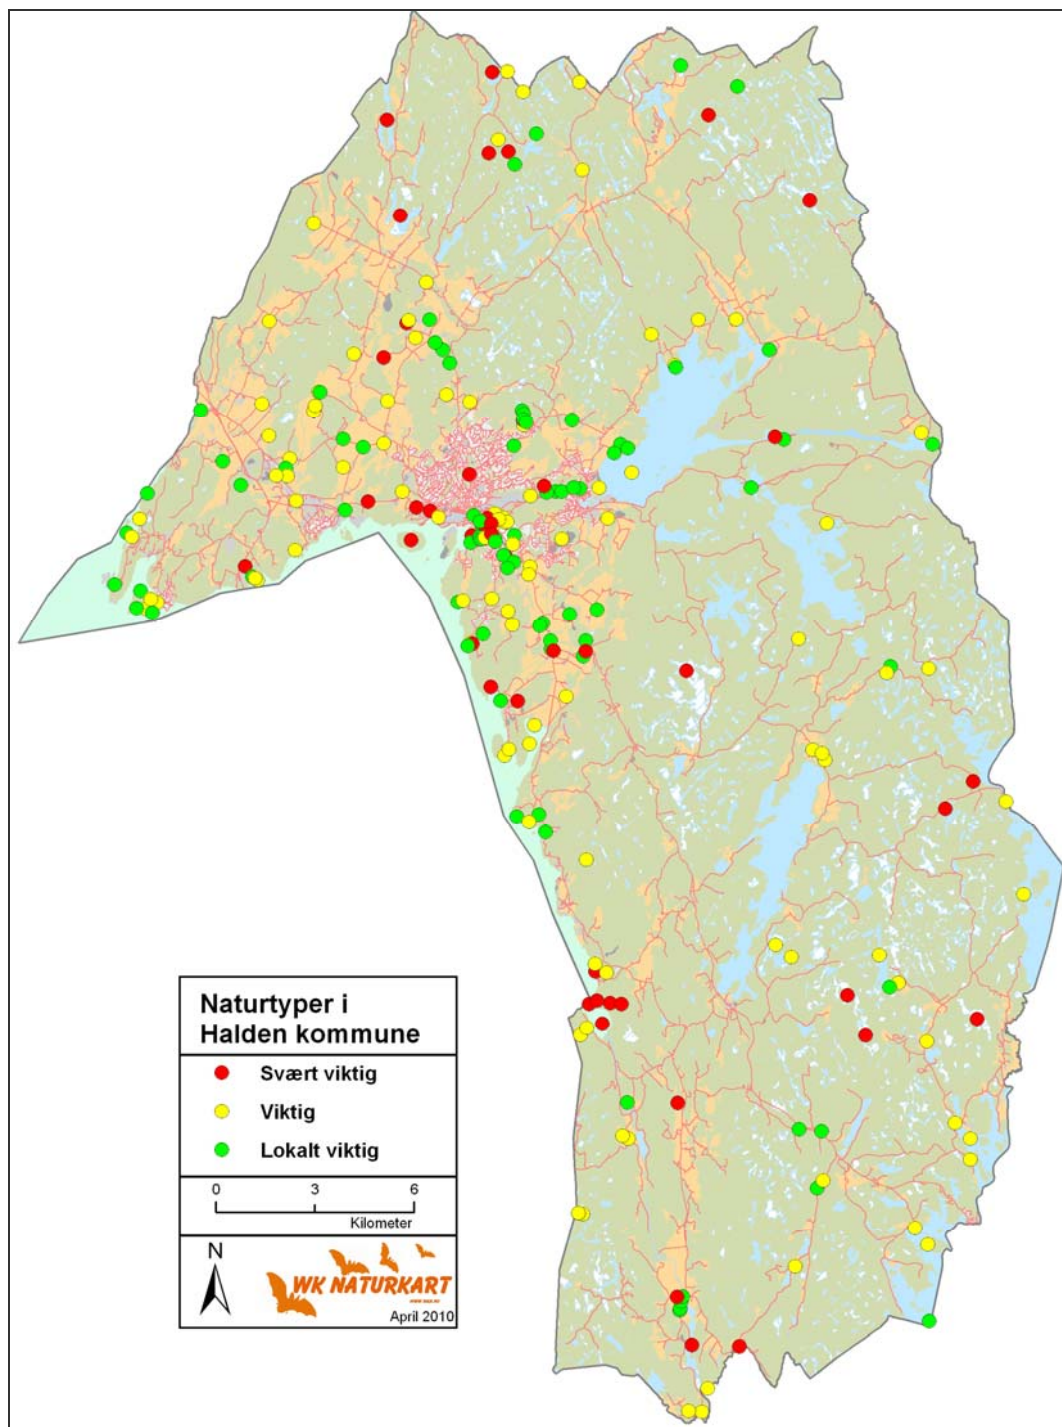 Naturtyper i
Halden kommune
Svært viktig
Viktig
Lokalt viktig
0 3 6
Kilometer
N
WK NATURKART
April 2010